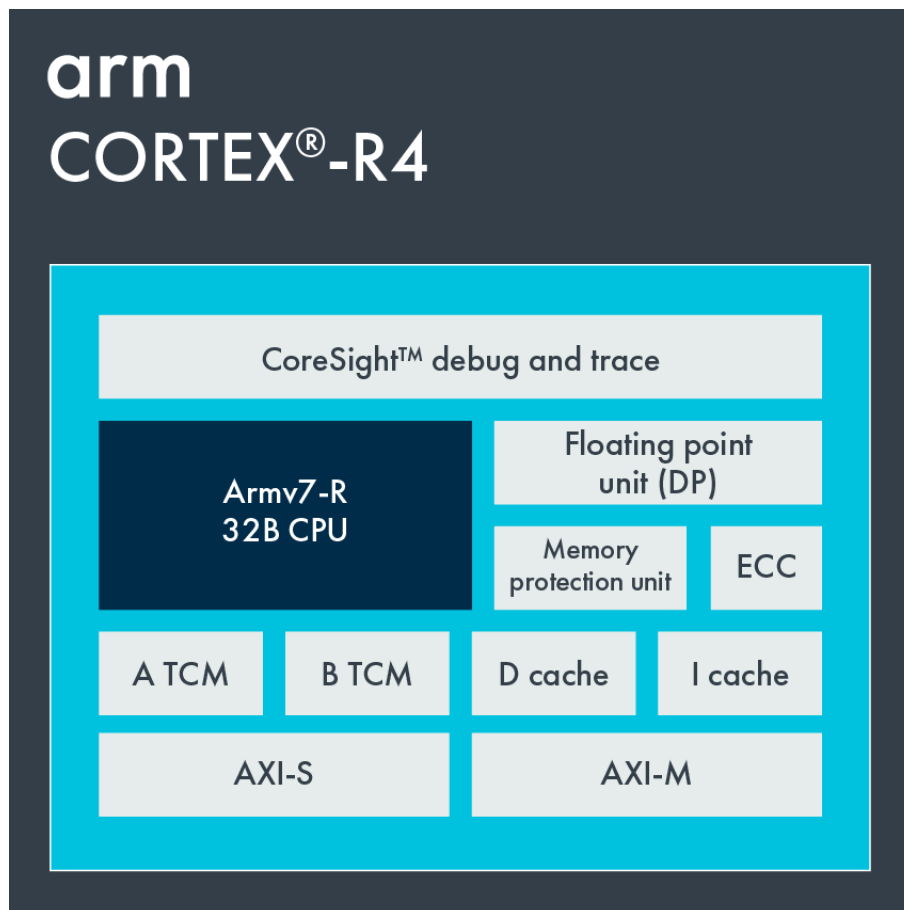 arm
CORTEX®-R4
CoreSight™ debug and trace
Armv7-R
32B CPU
Floating point
unit (DP)
Memory
protection unit
ECC
A TCM
B TCM
D cache
I cache
AXI-S
AXI-M